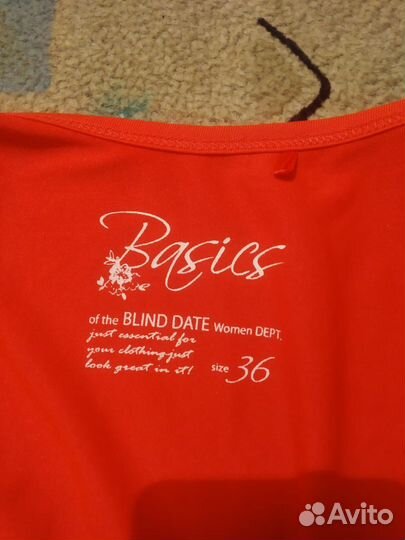 Basics
of the BLIND DATE Women DEPT.
just essential for
your clothing just
look great in it!
size 36
Avito